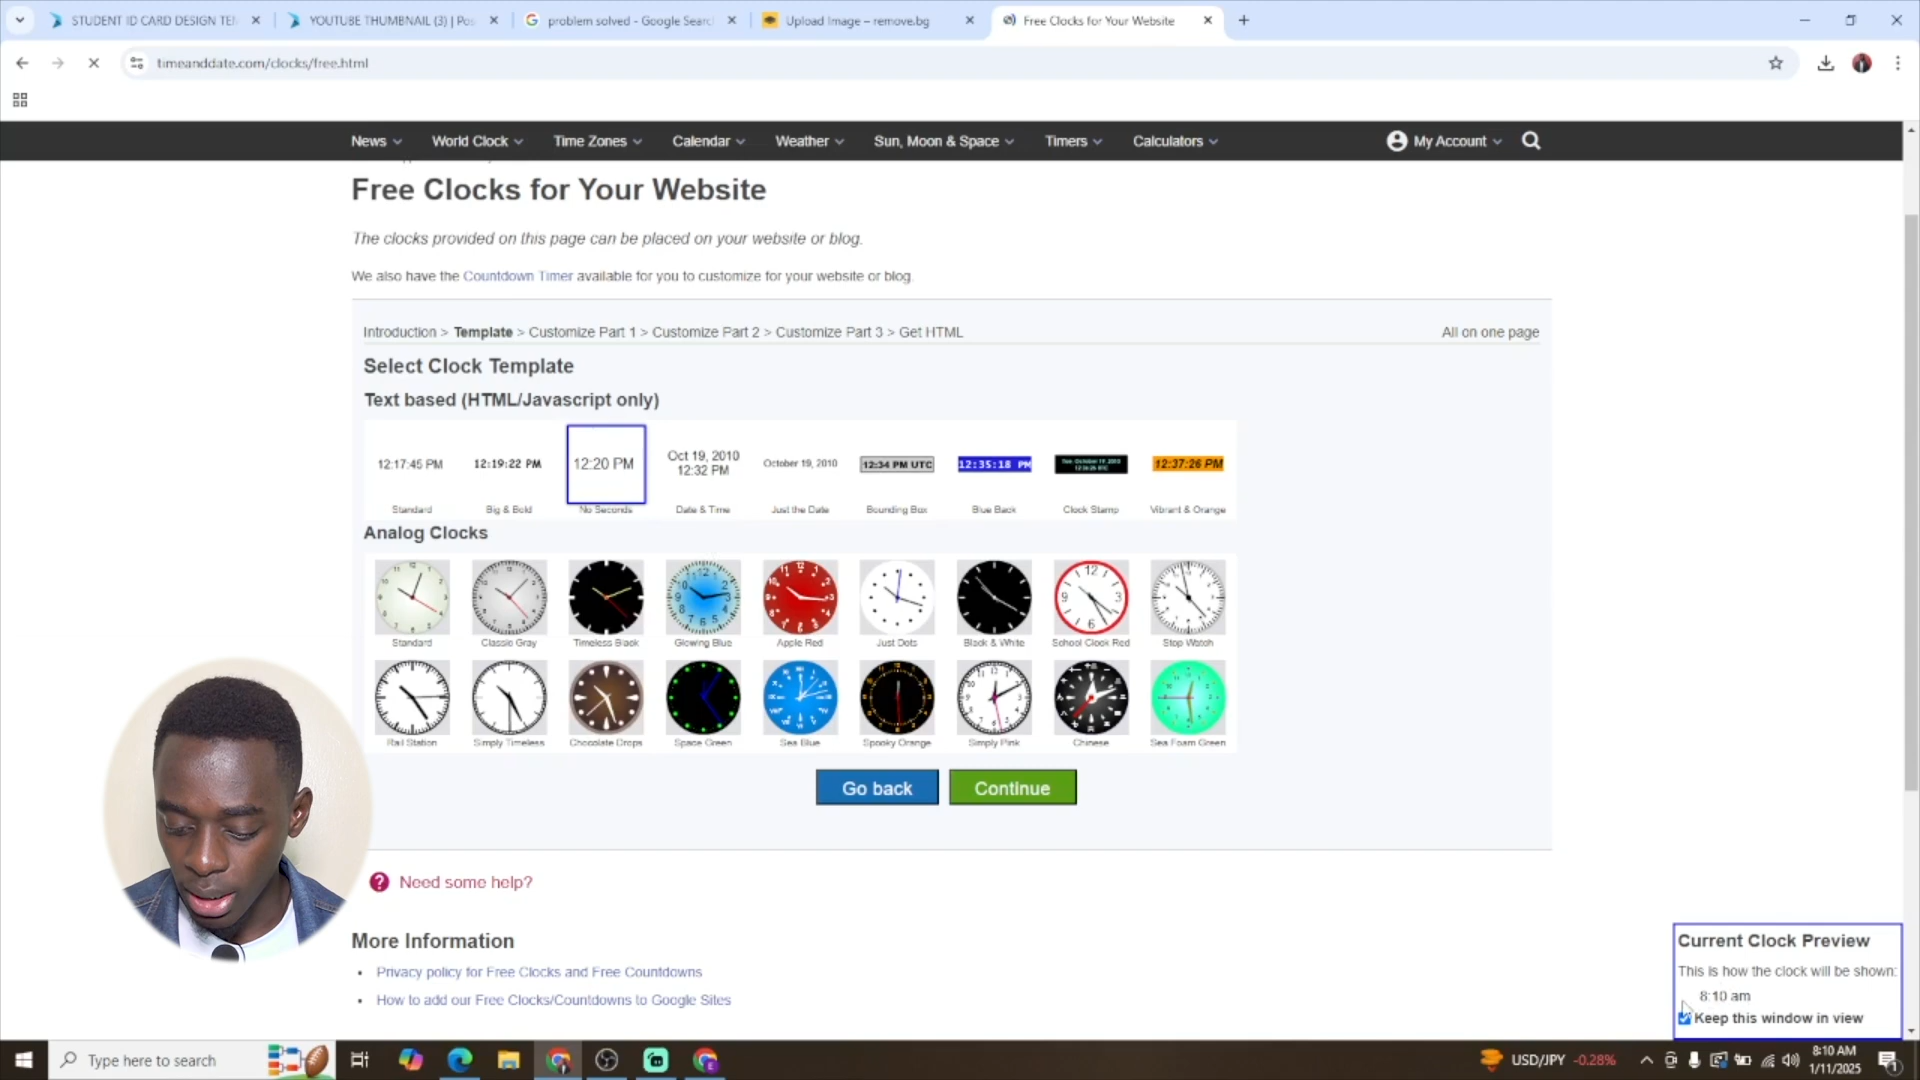 STUDENT ID CARD DESIGN TEM
YOUTUBE THUMBNAIL (3) | Pos
problem solved - Google Search
Upload Image – remove.bg
Free Clocks for Your Website
timeanddate.com/clocks/free.html
News World Clock Time Zones Calendar Weather Sun, Moon & Space Timers Calculators My Account
Free Clocks for Your Website
The clocks provided on this page can be placed on your website or blog.
We also have the Countdown Timer available for you to customize for your website or blog.
Introduction > Template > Customize Part 1 > Customize Part 2 > Customize Part 3 > Get HTML All on one page
Select Clock Template
Text based (HTML/Javascript only)
12:17:45 PM 12:19:22 PM 12:20 PM Oct 19, 2010 12:32 PM October 19, 2010 12:34 PM UTC 12:35:18 PM 12:37:26 PM
Standard Big & Bold No Seconds Date & Time Just the Date Bounding Box Blue Back Clock Stamp Vibrant & Orange
Analog Clocks
Standard Classic Gray Timeless Black Glowing Blue Apple Red Just Dots Black & White School Clock Red Stop Watch
Rail Station Simply Timeless Chocolate Drops Space Green Sea Blue Spooky Orange Simply Pink Chinese Sea Foam Green
Go back Continue
Need some help?
More Information
Privacy policy for Free Clocks and Free Countdowns
How to add our Free Clocks/Countdowns to Google Sites
Current Clock Preview
This is how the clock will be shown:
8:10 am
Keep this window in view
Type here to search
USD/JPY -0.28%
8:10 AM
1/11/2025